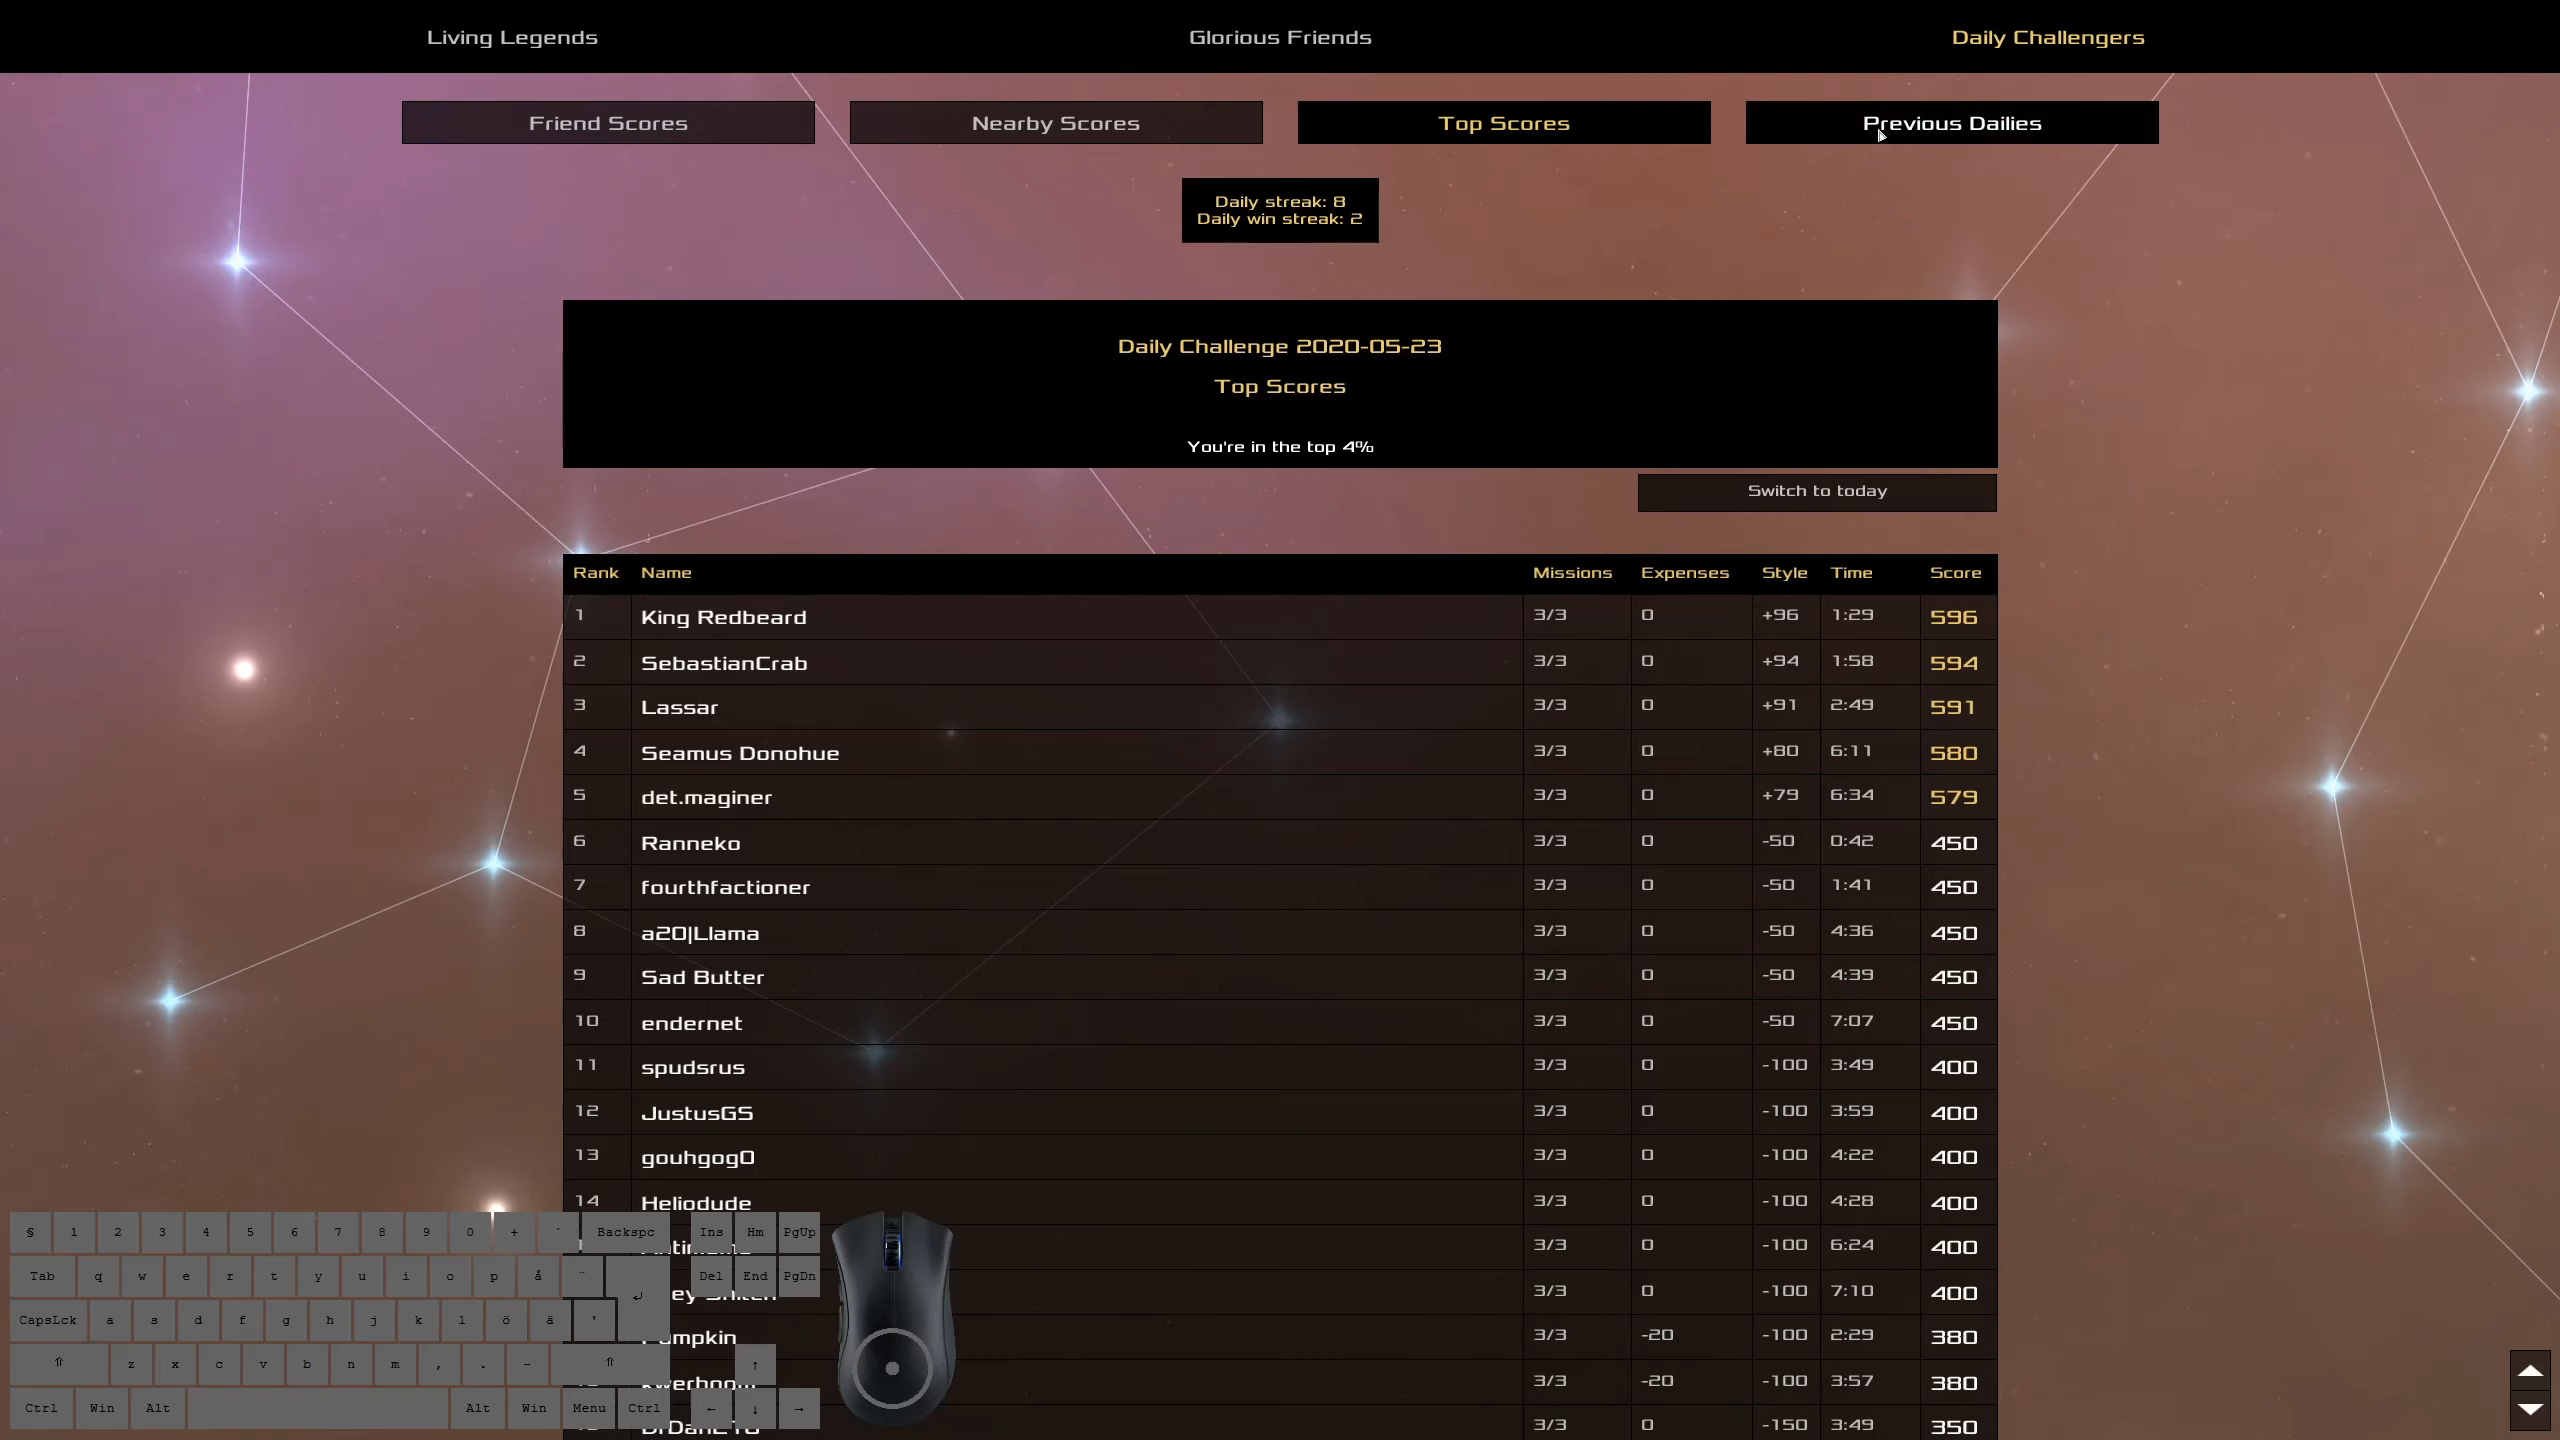 Living Legends Glorious Friends Daily Challengers
Friend Scores Nearby Scores Top Scores Previous Dailies
Daily streak: 8
Daily win streak: 2
Daily Challenge 2020-05-23
Top Scores
You're in the top 4%
Switch to today
Rank Name Missions Expenses Style Time Score
1 King Redbeard 3/3 0 +96 1:29 596
2 SebastianCrab 3/3 0 +94 1:58 594
3 Lassar 3/3 0 +91 2:49 591
4 Seamus Donohue 3/3 0 +80 6:11 580
5 det.maginer 3/3 0 +79 6:34 579
6 Ranneko 3/3 0 -50 0:42 450
7 fourthfactioner 3/3 0 -50 1:41 450
8 a20|Llama 3/3 0 -50 4:36 450
9 Sad Butter 3/3 0 -50 4:39 450
10 endernet 3/3 0 -50 7:07 450
11 spudsrus 3/3 0 -100 3:49 400
12 JustusGS 3/3 0 -100 3:59 400
13 gouhgog0 3/3 0 -100 4:22 400
14 Heliodude 3/3 0 -100 4:28 400
3/3 0 -100 6:24 400
3/3 0 -100 7:10 400
3/3 -20 -100 2:29 380
3/3 -20 -100 3:57 380
3/3 0 -150 3:49 350
§ 1 2 3 4 5 6 7 8 9 0 + ´ Backspc Ins Hm PgUp
Tab q w e r t y u i o p å ¨ Del End PgDn
CapsLck a s d f g h j k l ö ä ' ↵
⇧ z x c v b n m , . - ⇧ ↑
Ctrl Win Alt Alt Win Menu Ctrl ← ↓ →